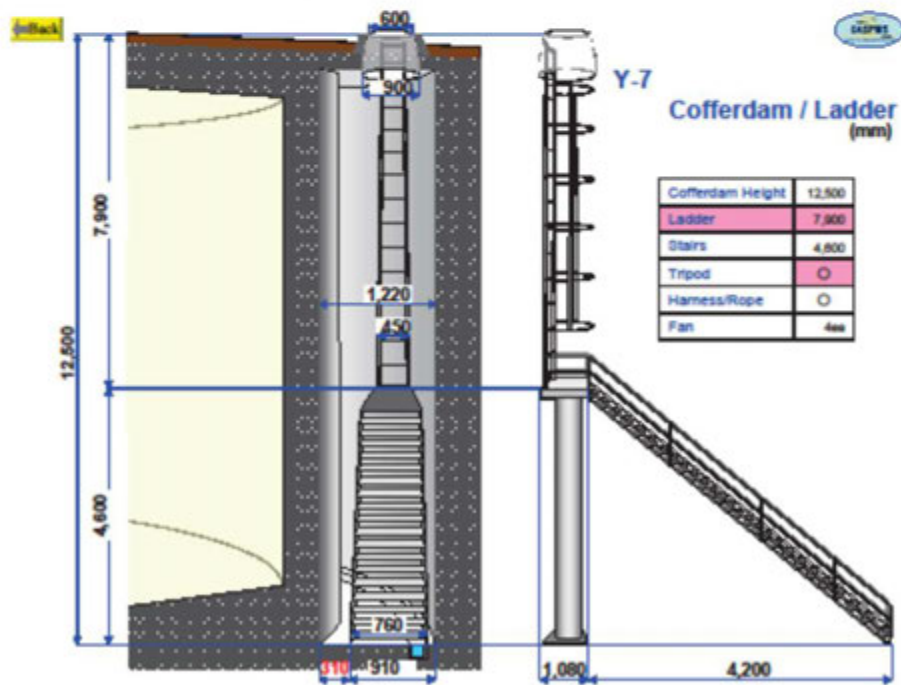 Back
600
900
7,900
1,220
450
12,500
4,600
760
310
910
Y-7
Cofferdam / Ladder
(mm)
Cofferdam Height 12,500
Ladder 7,900
Stairs 4,600
Tripod O
Harness/Rope O
Fan 4ea
1,080
4,200